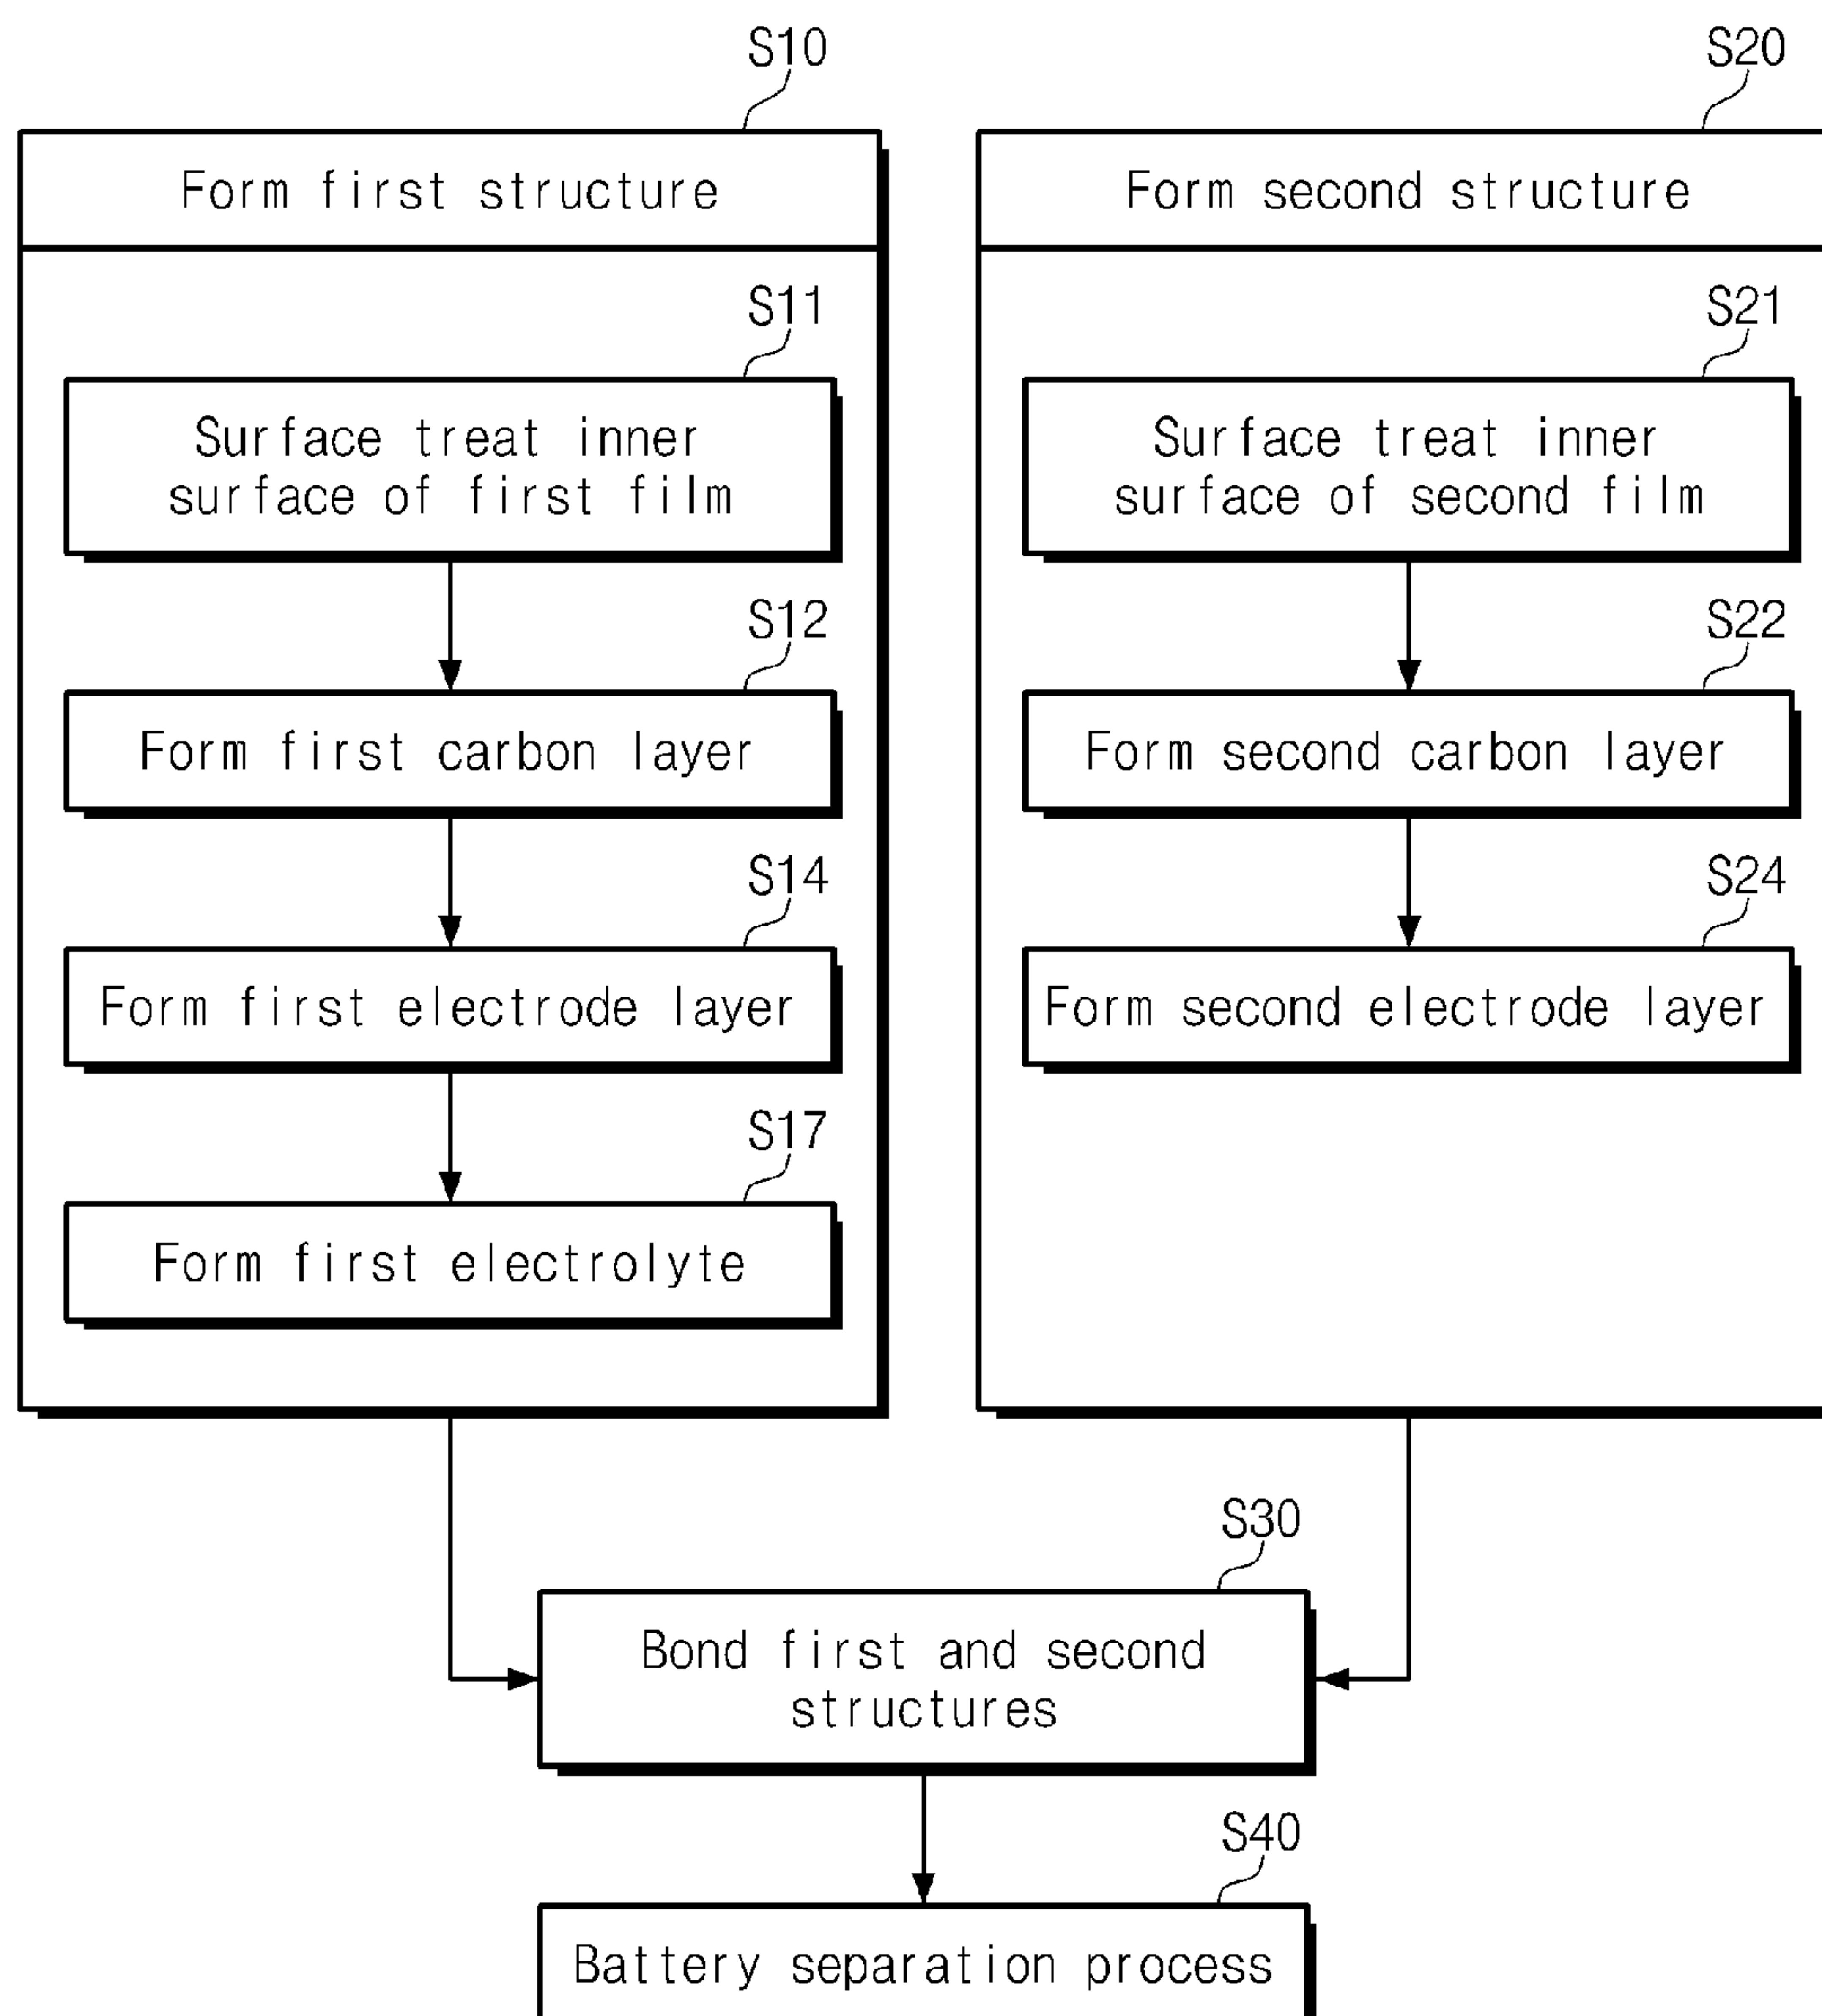 S10
Form first structure
S11
Surface treat inner
surface of first film
S12
Form first carbon layer
S14
Form first electrode layer
S17
Form first electrolyte
S20
Form second structure
S21
Surface treat inner
surface of second film
S22
Form second carbon layer
S24
Form second electrode layer
S30
Bond first and second
structures
S40
Battery separation process